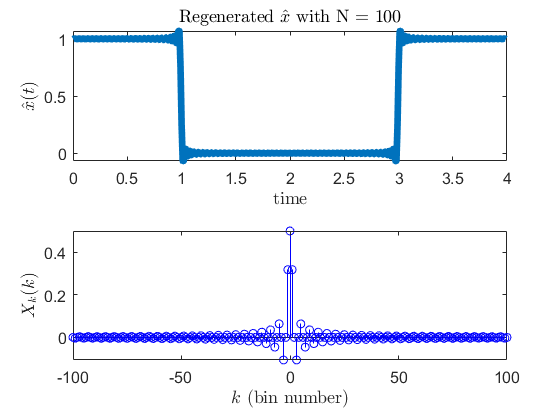 Regenerated x̂ with N = 100
x̂(t)
1
0.5
0
0 0.5 1 1.5 2 2.5 3 3.5 4
time
X_k(k)
0.4
0.2
0
-100 -50 0 50 100
k (bin number)